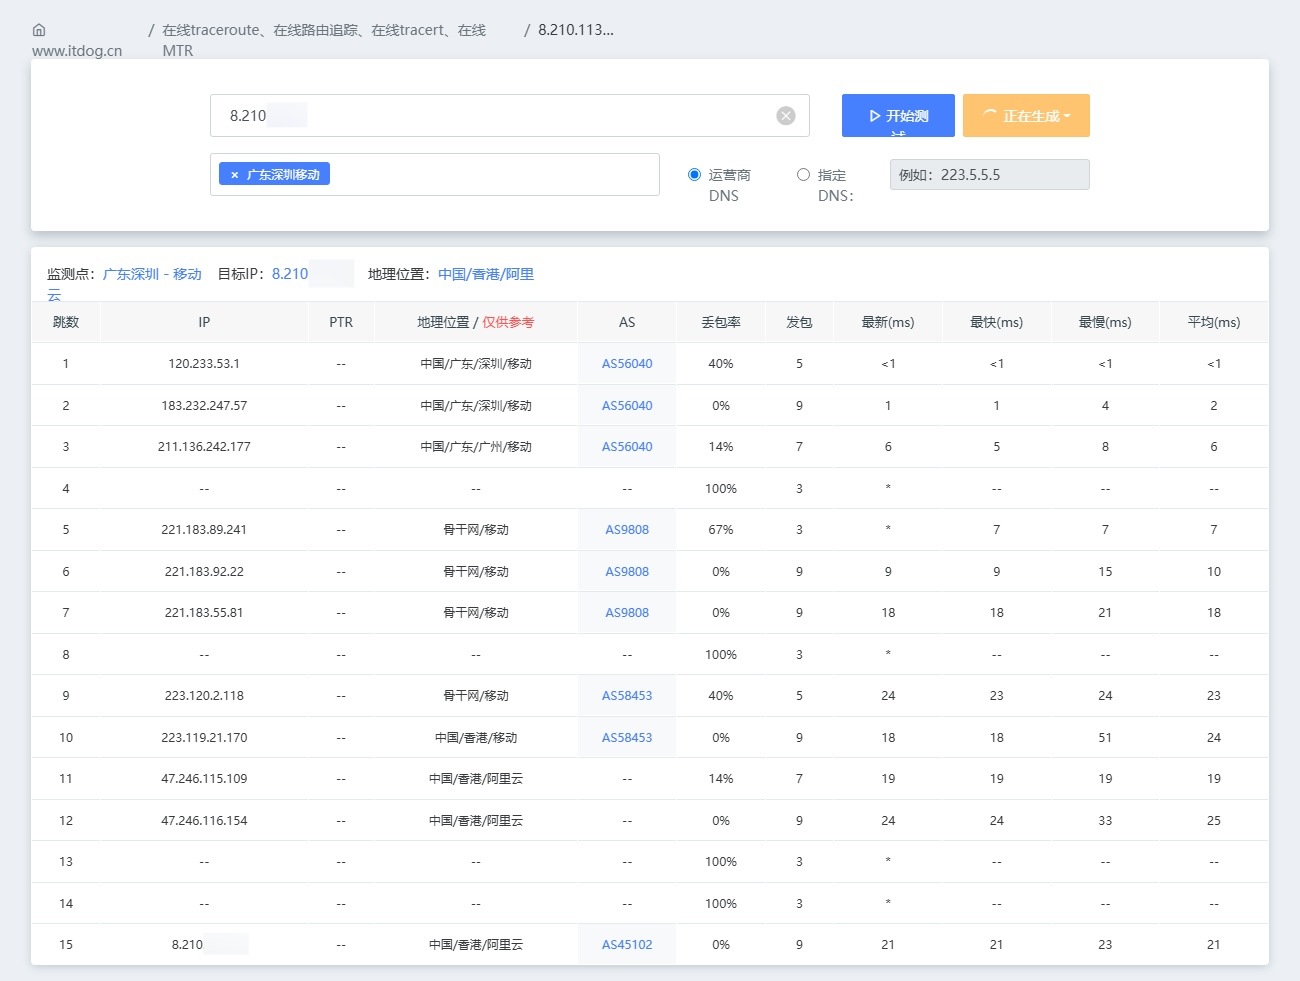 www.itdog.cn / 在线traceroute、在线路由追踪、在线tracert、在线MTR / 8.210.113...
8.210
开始测试
正在生成
× 广东深圳移动
运营商DNS
指定DNS：
例如：223.5.5.5
监测点：广东深圳 - 移动 目标IP：8.210 地理位置：中国/香港/阿里云
跳数 IP PTR 地理位置 / 仅供参考 AS 丢包率 发包 最新(ms) 最快(ms) 最慢(ms) 平均(ms)
1 120.233.53.1 -- 中国/广东/深圳/移动 AS56040 40% 5 <1 <1 <1 <1
2 183.232.247.57 -- 中国/广东/深圳/移动 AS56040 0% 9 1 1 4 2
3 211.136.242.177 -- 中国/广东/广州/移动 AS56040 14% 7 6 5 8 6
4 -- -- -- -- 100% 3 * -- -- --
5 221.183.89.241 -- 骨干网/移动 AS9808 67% 3 * 7 7 7
6 221.183.92.22 -- 骨干网/移动 AS9808 0% 9 9 9 15 10
7 221.183.55.81 -- 骨干网/移动 AS9808 0% 9 18 18 21 18
8 -- -- -- -- 100% 3 * -- -- --
9 223.120.2.118 -- 骨干网/移动 AS58453 40% 5 24 23 24 23
10 223.119.21.170 -- 中国/香港/移动 AS58453 0% 9 18 18 51 24
11 47.246.115.109 -- 中国/香港/阿里云 -- 14% 7 19 19 19 19
12 47.246.116.154 -- 中国/香港/阿里云 -- 0% 9 24 24 33 25
13 -- -- -- -- 100% 3 * -- -- --
14 -- -- -- -- 100% 3 * -- -- --
15 8.210 -- 中国/香港/阿里云 AS45102 0% 9 21 21 23 21